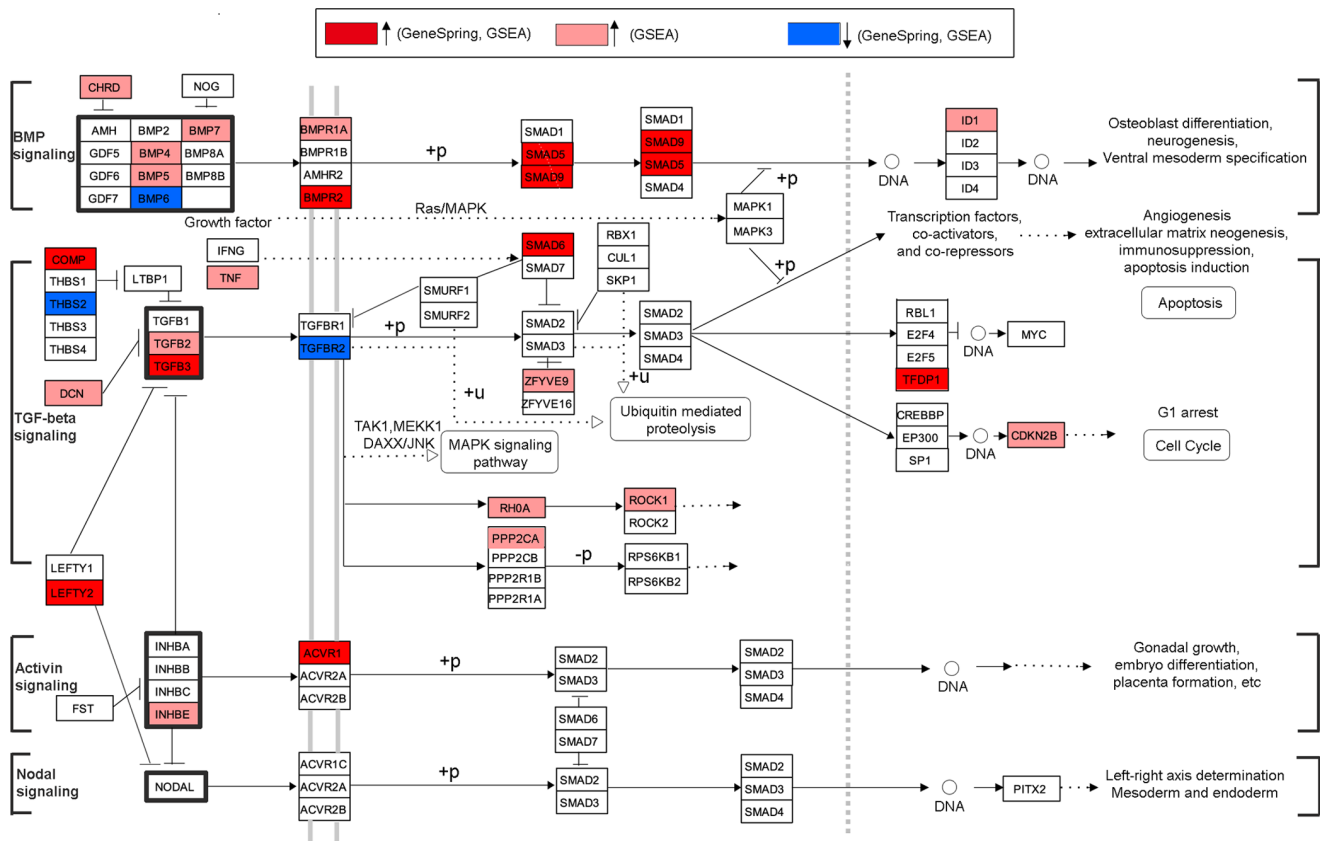 (GeneSpring, GSEA)
(GSEA)
(GeneSpring, GSEA)
BMP
signaling
CHRD
NOG
AMH
BMP2
BMP7
GDF5
BMP4
BMP8A
GDF6
BMP5
BMP8B
GDF7
BMP6
BMPR1A
BMPR1B
AMHR2
BMPR2
+p
SMAD1
SMAD5
SMAD9
SMAD1
SMAD9
SMAD5
SMAD4
+p
MAPK1
MAPK3
+p
DNA
ID1
ID2
ID3
ID4
DNA
Osteoblast differentiation,
neurogenesis,
Ventral mesoderm specification
Growth factor
Ras/MAPK
Transcription factors,
co-activators,
and co-repressors
Angiogenesis
extracellular matrix neogenesis,
immunosuppression,
apoptosis induction
Apoptosis
TGF-beta
signaling
COMP
THBS1
THBS2
THBS3
THBS4
LTBP1
IFNG
TNF
TGFB1
TGFB2
TGFB3
DCN
TGFBR1
TGFBR2
+p
SMURF1
SMURF2
SMAD6
SMAD7
RBX1
CUL1
SKP1
SMAD2
SMAD3
SMAD2
SMAD3
SMAD4
ZFYVE9
ZFYVE16
+u
+u
Ubiquitin mediated
proteolysis
TAK1,MEKK1
DAXX/JNK
MAPK signaling
pathway
RBL1
E2F4
E2F5
TFDP1
DNA
MYC
CREBBP
EP300
SP1
DNA
CDKN2B
G1 arrest
Cell Cycle
RH0A
ROCK1
ROCK2
PPP2CA
PPP2CB
PPP2R1B
PPP2R1A
-p
RPS6KB1
RPS6KB2
LEFTY1
LEFTY2
Activin
signaling
FST
INHBA
INHBB
INHBC
INHBE
ACVR1
ACVR2A
ACVR2B
+p
SMAD2
SMAD3
SMAD2
SMAD3
SMAD4
DNA
Gonadal growth,
embryo differentiation,
placenta formation, etc
SMAD6
SMAD7
Nodal
signaling
NODAL
ACVR1C
ACVR2A
ACVR2B
+p
SMAD2
SMAD3
SMAD2
SMAD3
SMAD4
DNA
PITX2
Left-right axis determination
Mesoderm and endoderm